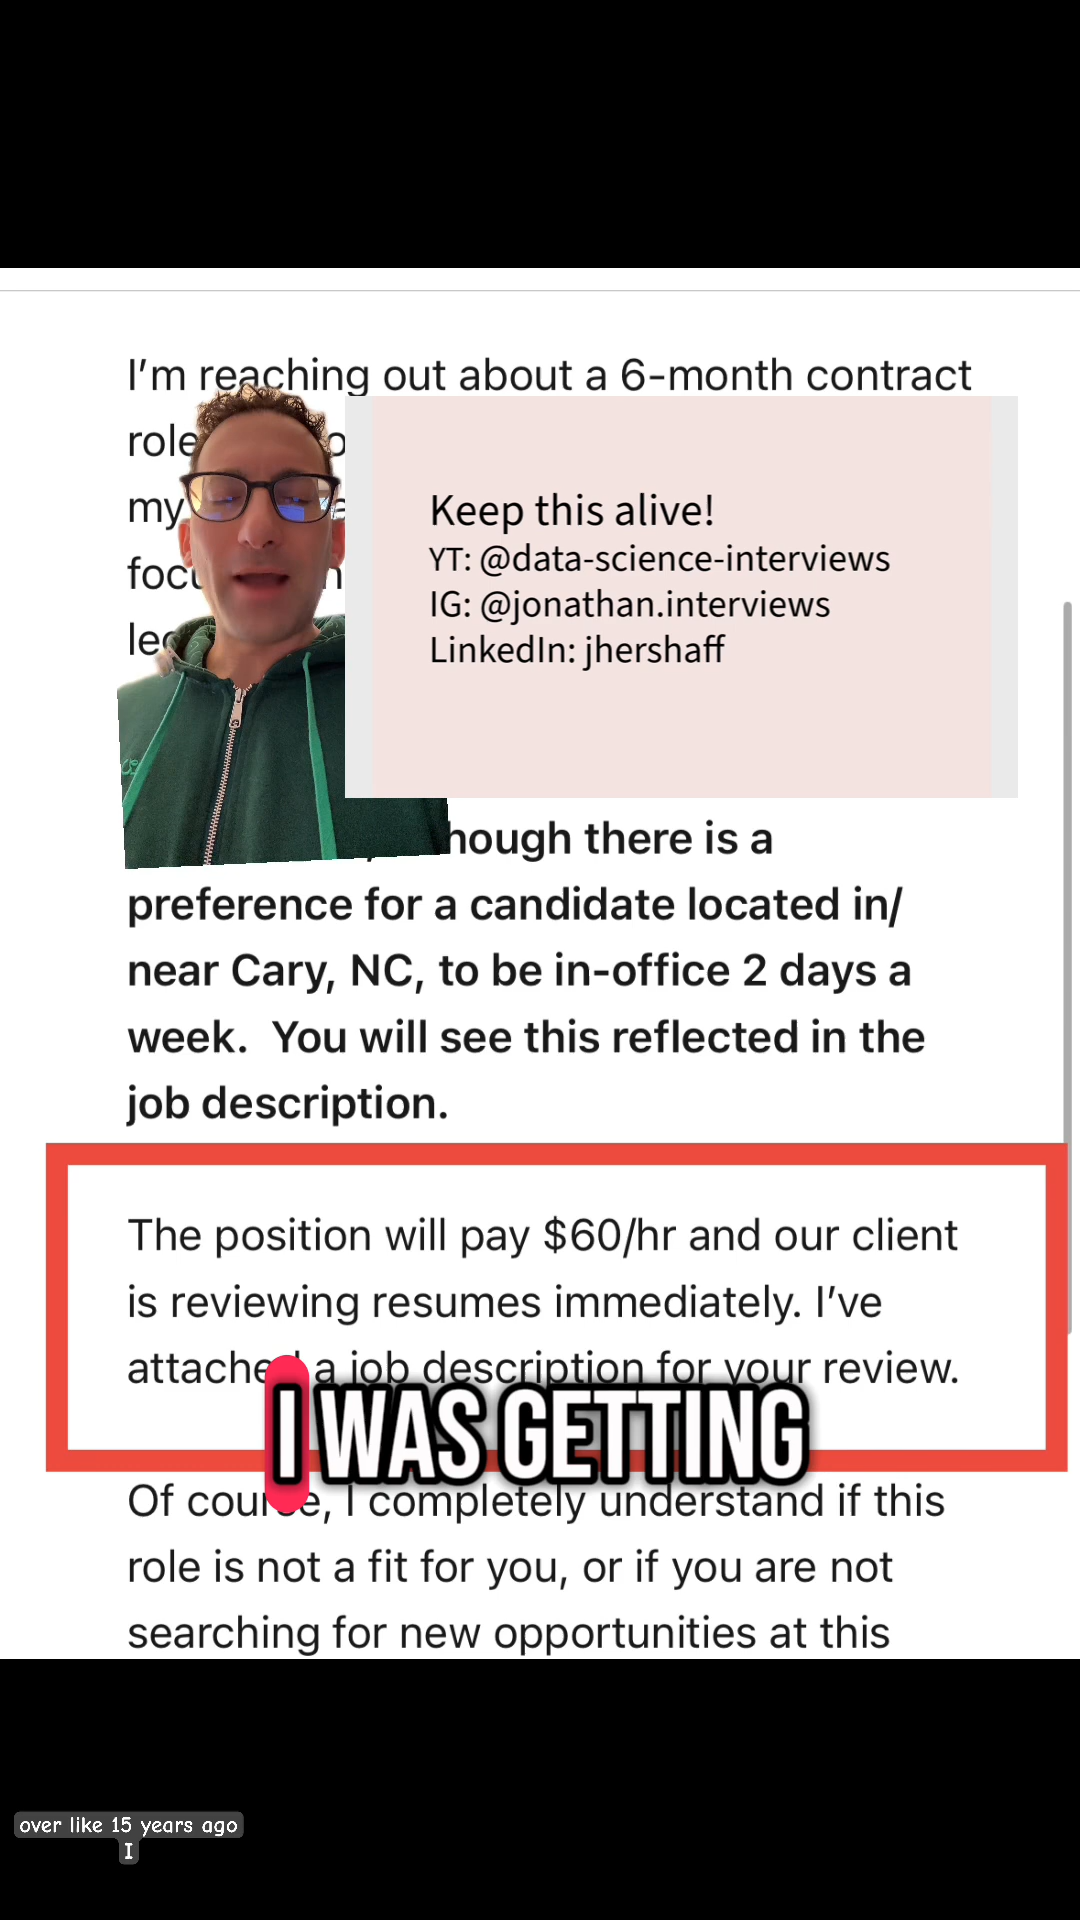 I'm reaching out about a 6-month contract
role
my
Keep this alive!
YT: @data-science-interviews
IG: @jonathan.interviews
LinkedIn: jhershaff
hough there is a
preference for a candidate located in/
near Cary, NC, to be in-office 2 days a
week.  You will see this reflected in the
job description.
The position will pay $60/hr and our client
is reviewing resumes immediately. I've
attached a job description for your review.
I WAS GETTING
Of course, I completely understand if this
role is not a fit for you, or if you are not
searching for new opportunities at this
over like 15 years ago
I